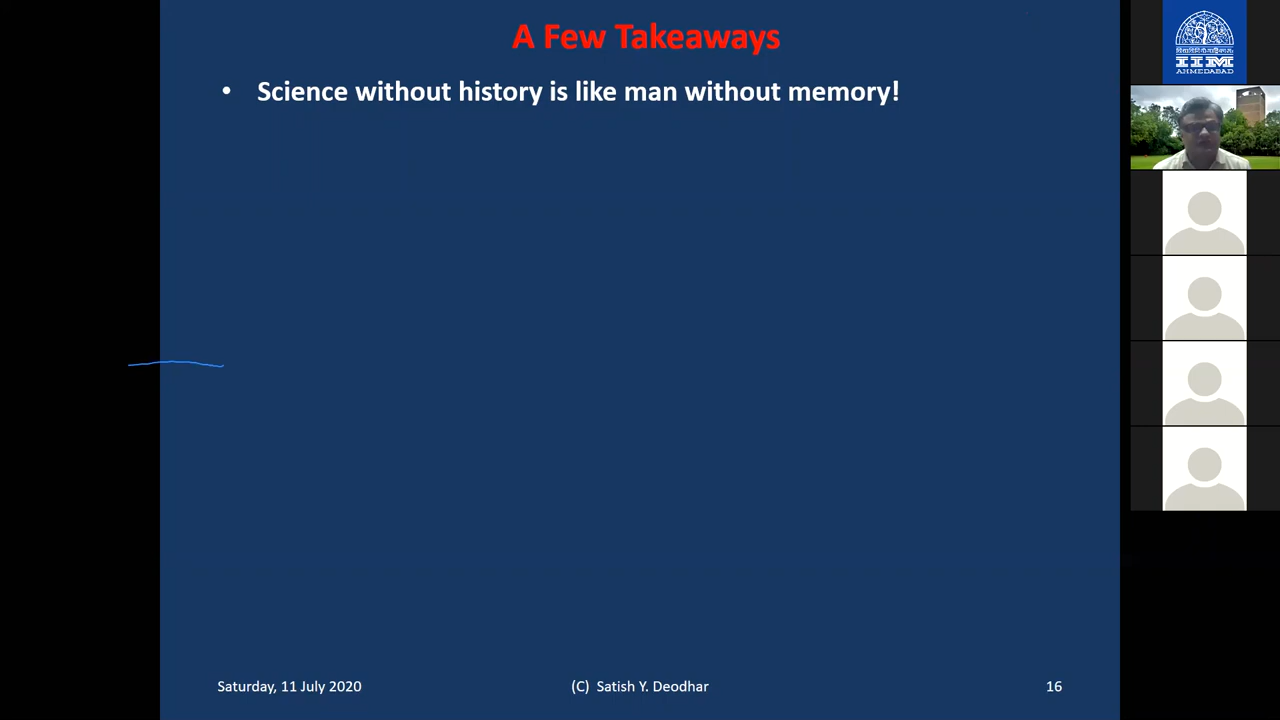 A Few Takeaways
• Science without history is like man without memory!
IIM
AHMEDABAD
Saturday, 11 July 2020
(C) Satish Y. Deodhar
16